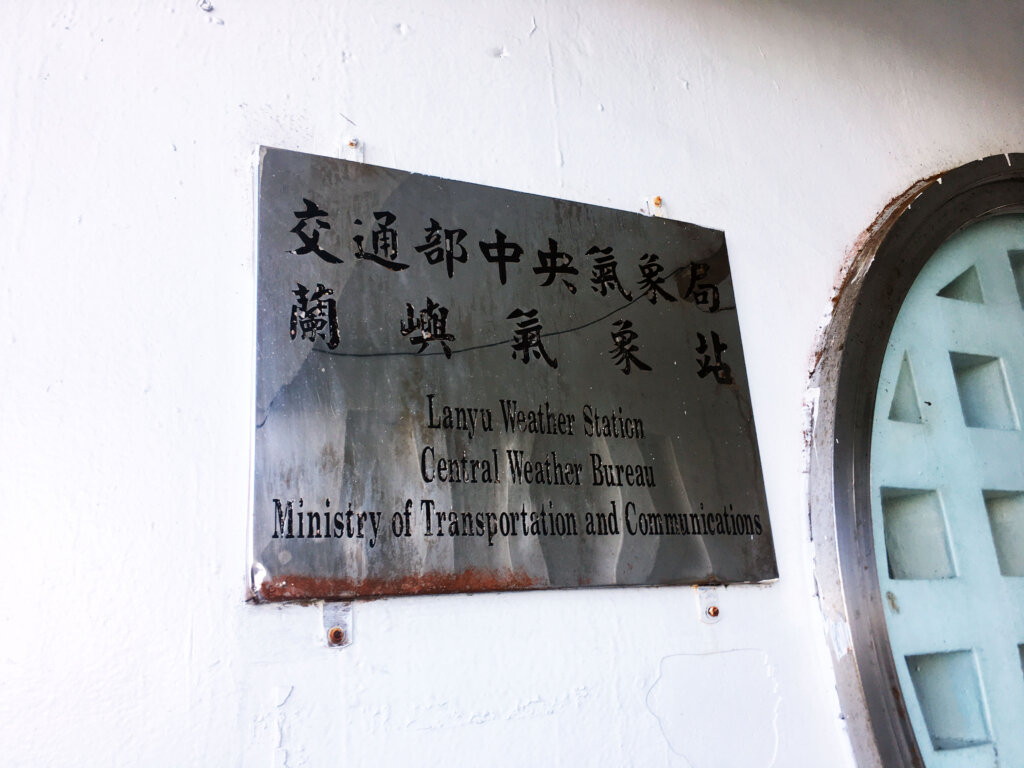 交通部中央氣象局
蘭嶼氣象站
Lanyu Weather Station
Central Weather Bureau
Ministry of Transportation and Communications